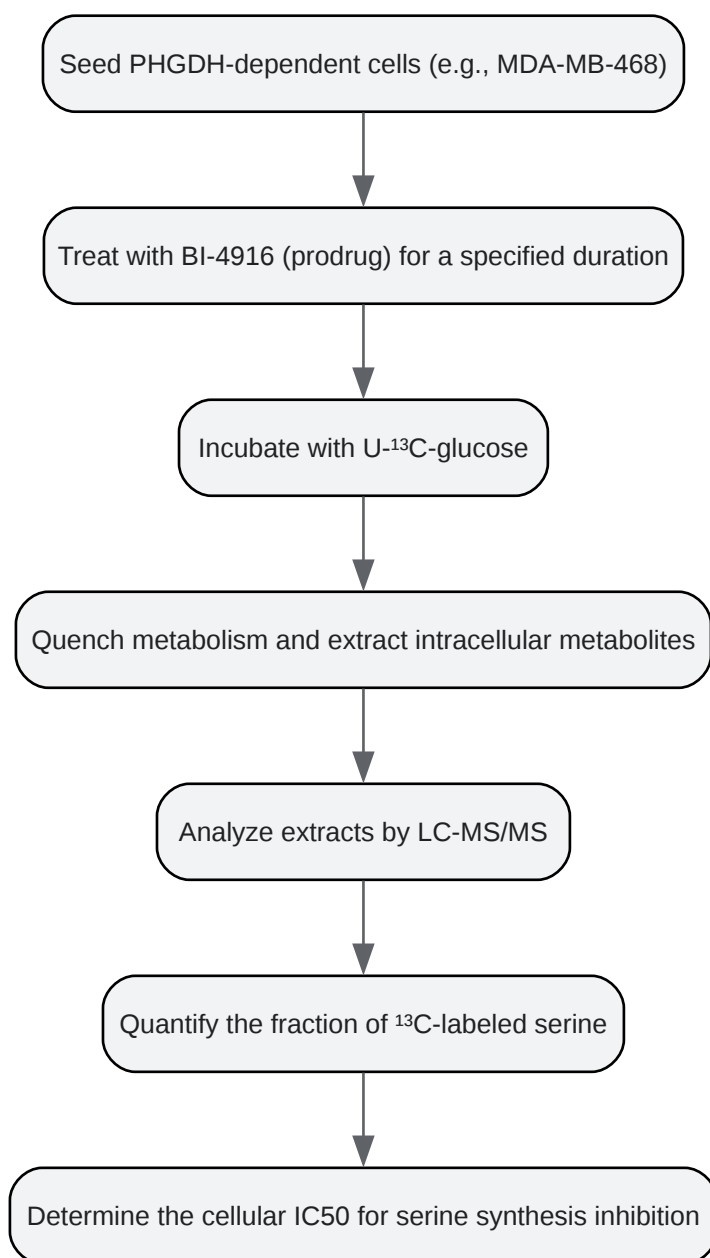 Seed PHGDH-dependent cells (e.g., MDA-MB-468)
Treat with BI-4916 (prodrug) for a specified duration
Incubate with U-¹³C-glucose
Quench metabolism and extract intracellular metabolites
Analyze extracts by LC-MS/MS
Quantify the fraction of ¹³C-labeled serine
Determine the cellular IC50 for serine synthesis inhibition